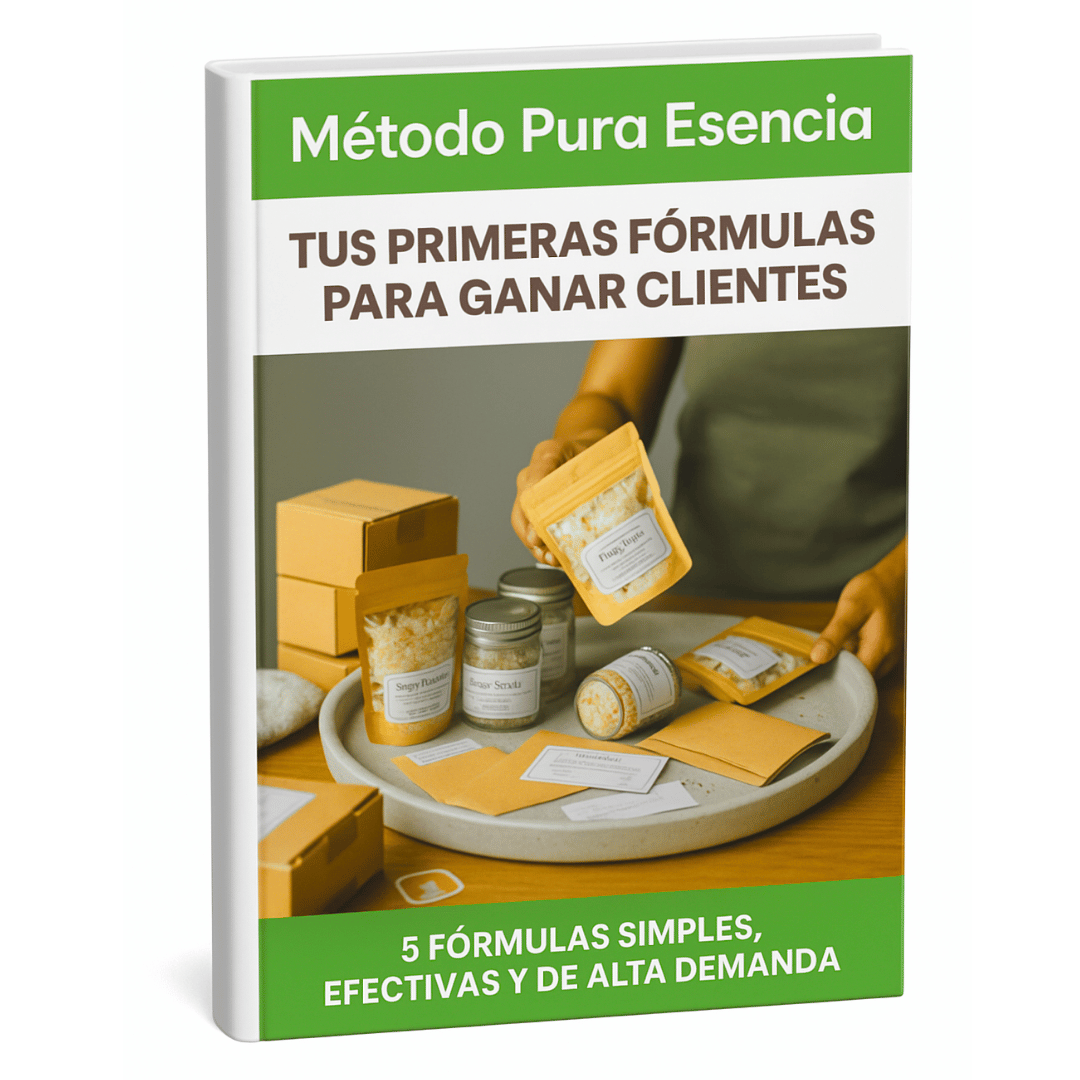 Método Pura Esencia
TUS PRIMERAS FÓRMULAS
PARA GANAR CLIENTES
5 FÓRMULAS SIMPLES,
EFECTIVAS Y DE ALTA DEMANDA